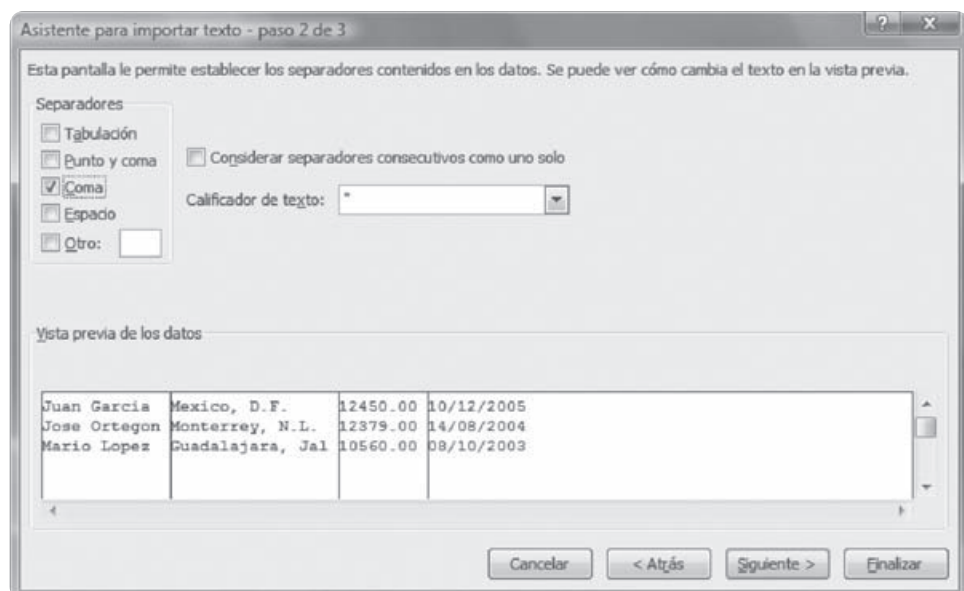 Asistente para importar texto - paso 2 de 3
Esta pantalla le permite establecer los separadores contenidos en los datos. Se puede ver cómo cambia el texto en la vista previa.
Separadores
Tabulación
Punto y coma
Coma
Espacio
Otro:
Considerar separadores consecutivos como uno solo
Calificador de texto: "
Vista previa de los datos
Juan Garcia Mexico, D.F. 12450.00 10/12/2005
Jose Ortegon Monterrey, N.L. 12379.00 14/08/2004
Mario Lopez Guadalajara, Jal 10560.00 08/10/2003
Cancelar < Atrás Siguiente > Finalizar